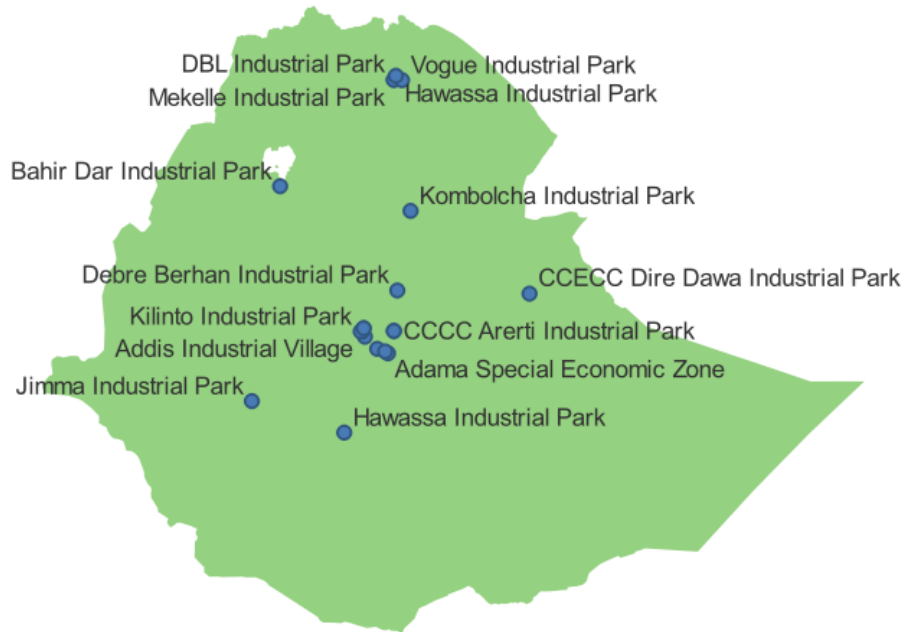 DBL Industrial Park
Vogue Industrial Park
Mekelle Industrial Park
Hawassa Industrial Park
Bahir Dar Industrial Park
Kombolcha Industrial Park
Debre Berhan Industrial Park
CCECC Dire Dawa Industrial Park
Kilinto Industrial Park
CCCC Arerti Industrial Park
Addis Industrial Village
Adama Special Economic Zone
Jimma Industrial Park
Hawassa Industrial Park